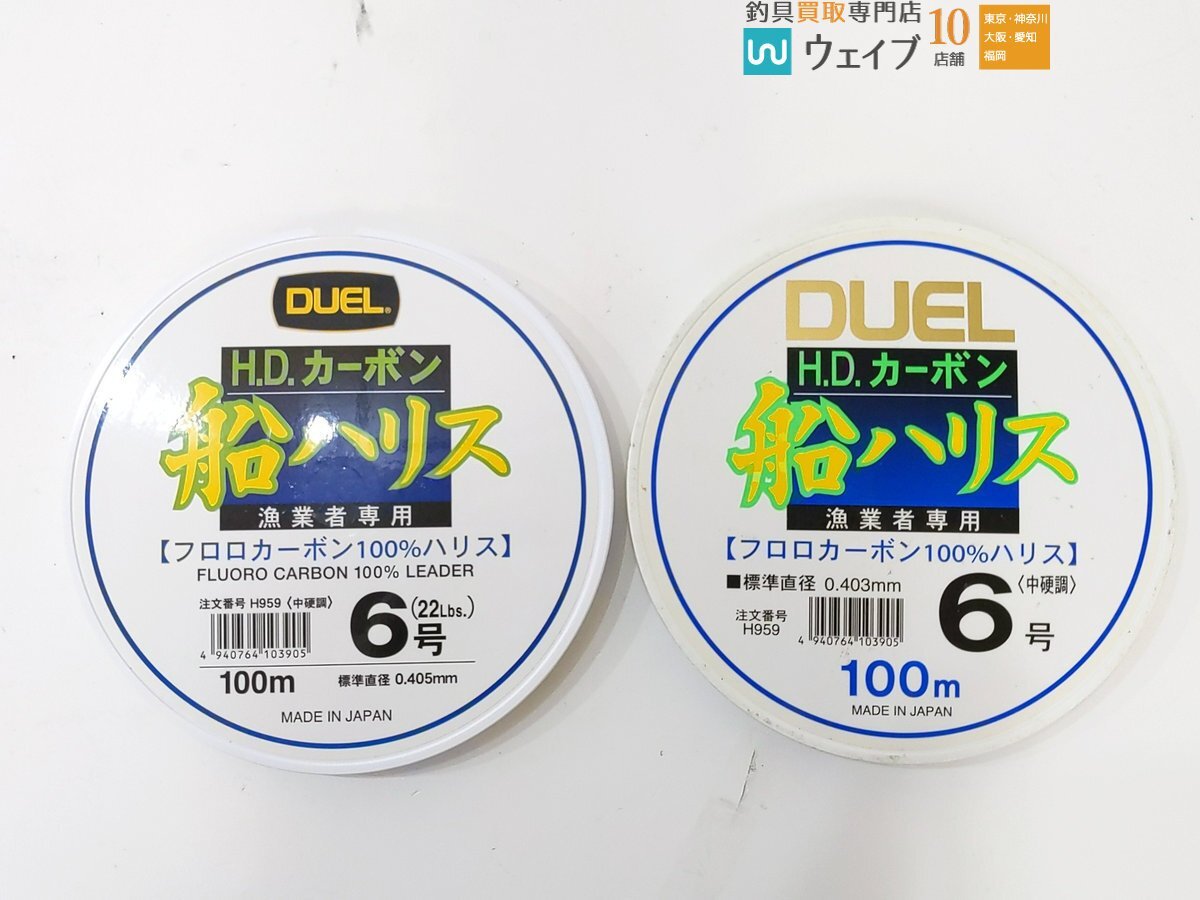 釣具買取専門店
ウェイブ
10
店舗
東京・神奈川
大阪・愛知
福岡
DUEL®
H.D.カーボン
船ハリス
漁業者専用
【フロロカーボン100%ハリス】
FLUORO CARBON 100% LEADER
注文番号 H959〈中硬調〉
4 940764 103905
6号
(22Lbs.)
100m
標準直径 0.405mm
MADE IN JAPAN
DUEL
H.D.カーボン
船ハリス
漁業者専用
【フロロカーボン100%ハリス】
■標準直径 0.403mm
〈中硬調〉
注文番号
H959
4 940764 103905
6号
100m
MADE IN JAPAN